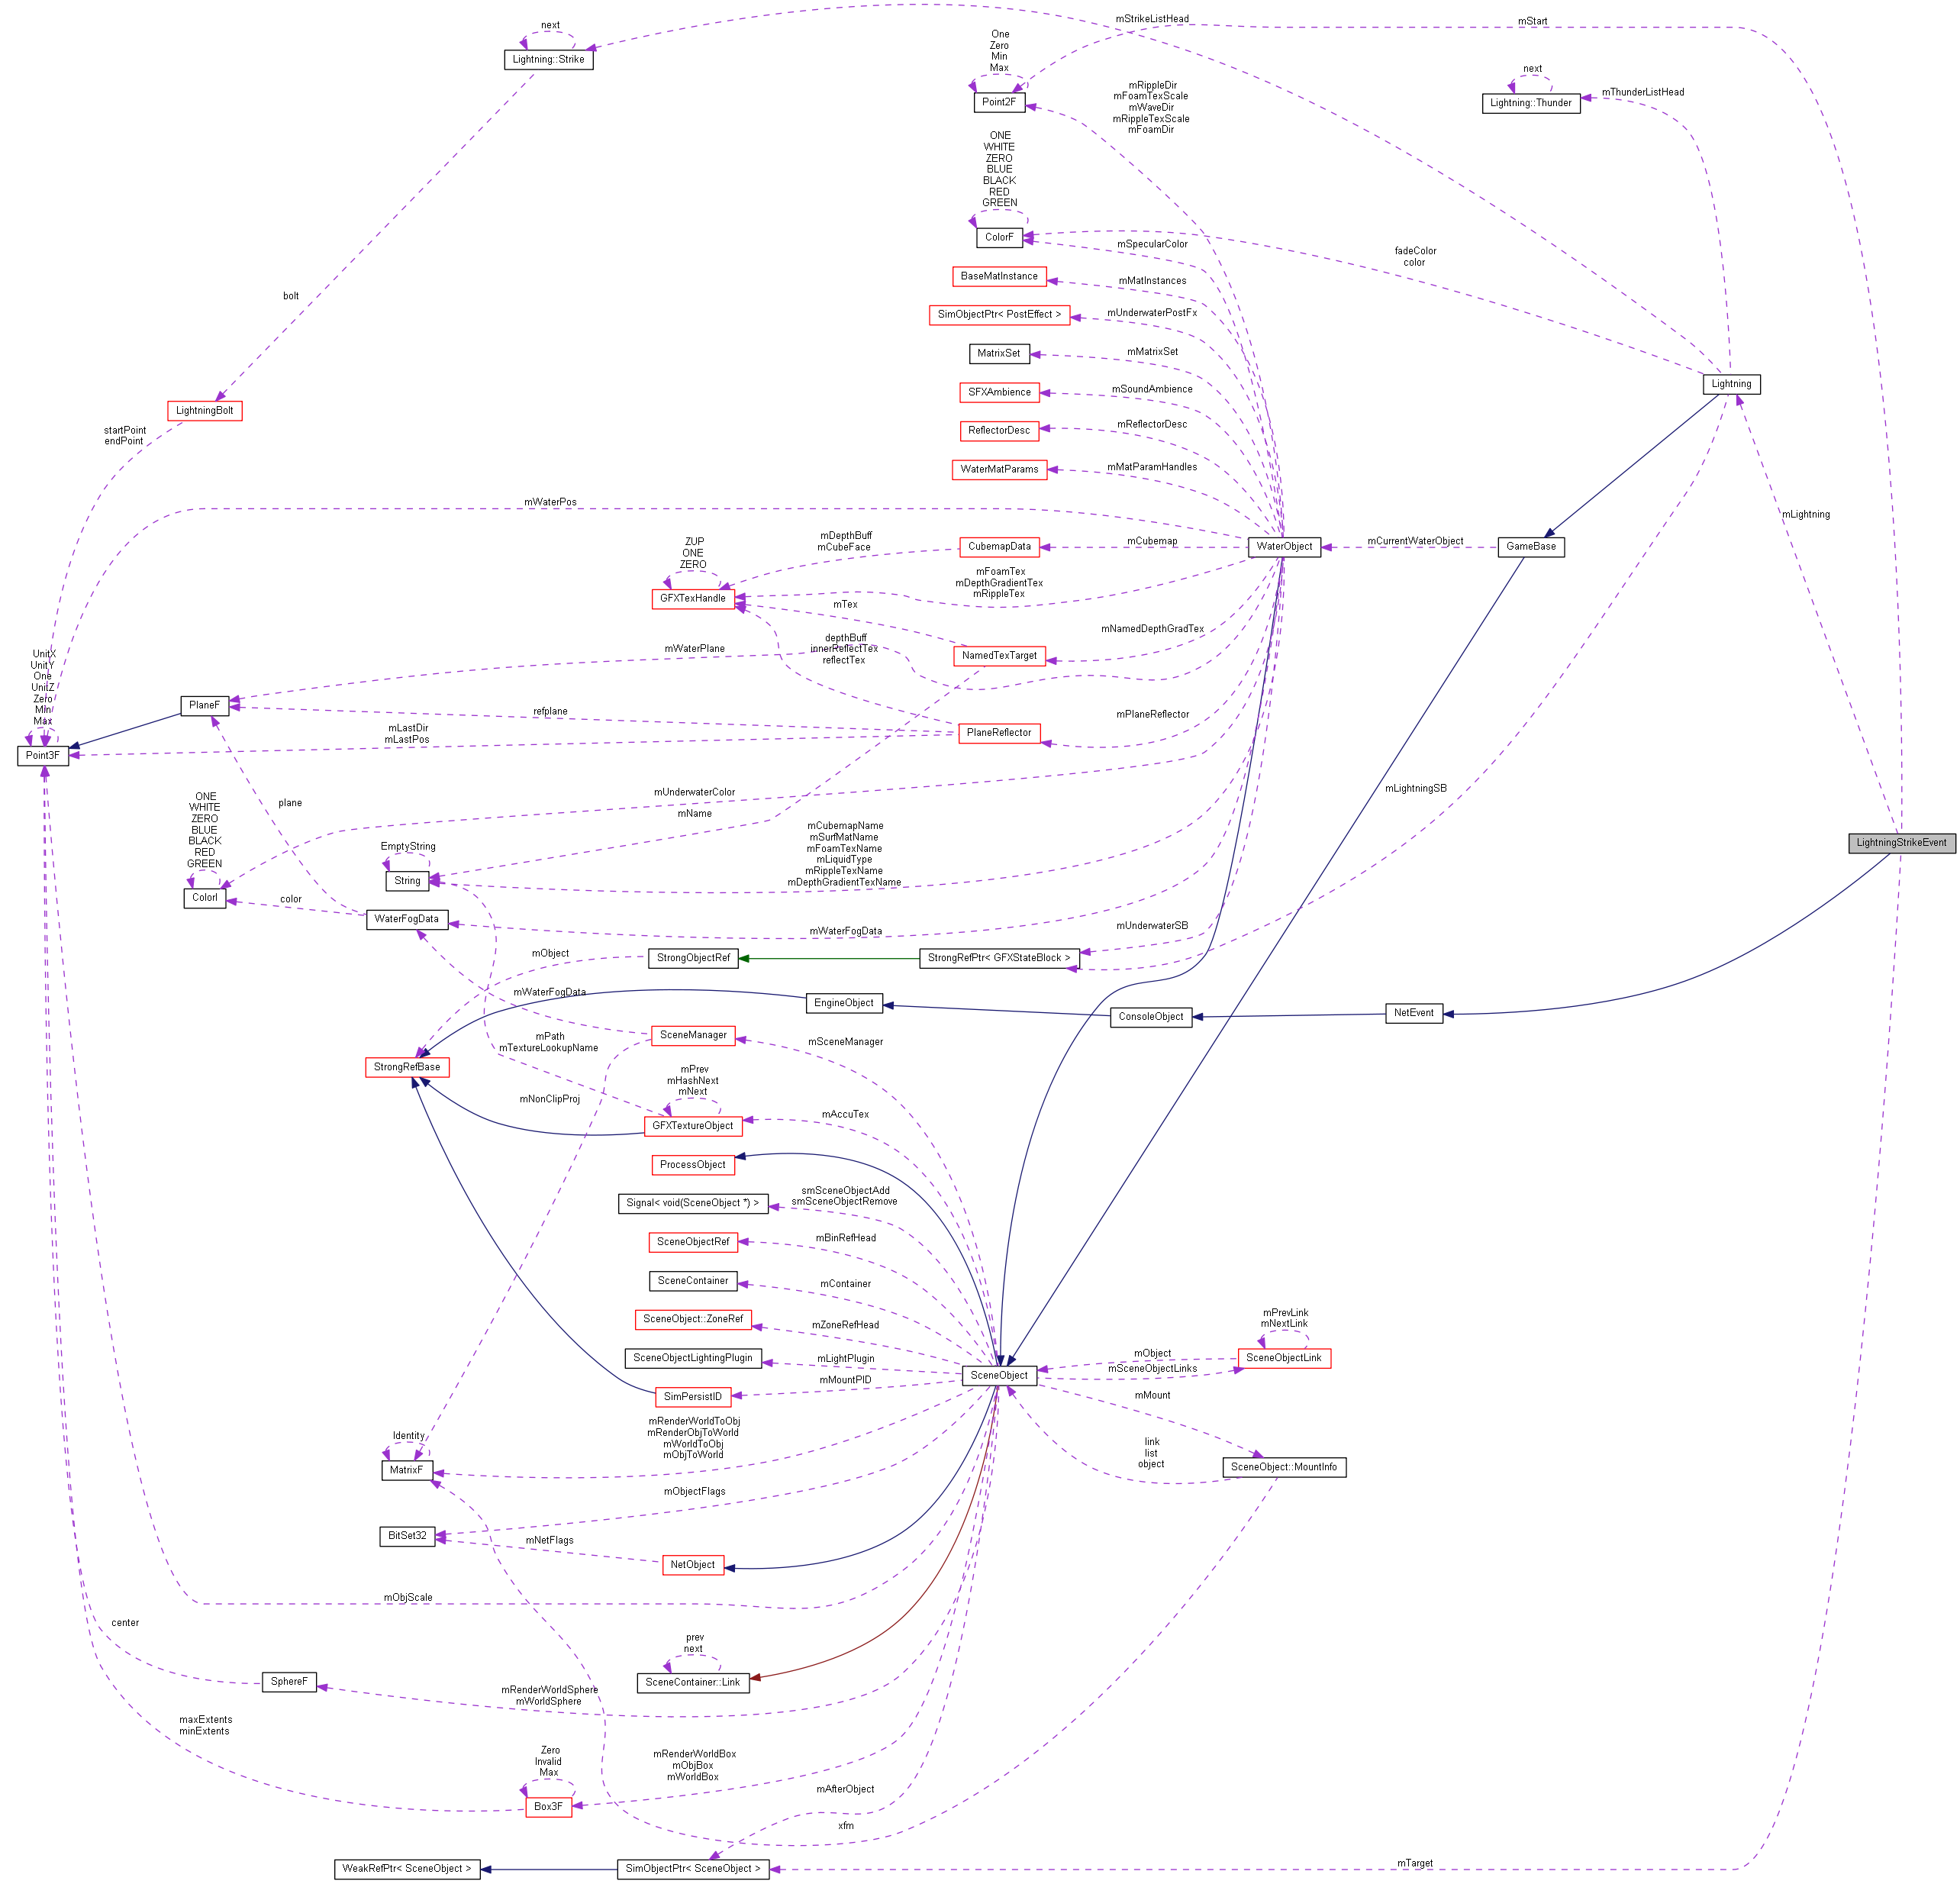 mStrikeListHead
mStart
next
Lightning::Strike
One
Zero
Min
Max
Point2F
mRippleDir
mFoamTexScale
mWaveDir
mRippleTexScale
mFoamDir
next
Lightning::Thunder
mThunderListHead
ONE
WHITE
ZERO
BLUE
BLACK
RED
GREEN
ColorF
mSpecularColor
fadeColor
color
BaseMatInstance
mMatInstances
bolt
SimObjectPtr< PostEffect >
mUnderwaterPostFx
MatrixSet
mMatrixSet
Lightning
SFXAmbience
mSoundAmbience
LightningBolt
startPoint
endPoint
ReflectorDesc
mReflectorDesc
WaterMatParams
mMatParamHandles
mWaterPos
mLightning
ZUP
ONE
ZERO
GFXTexHandle
mDepthBuff
mCubeFace
CubemapData
mCubemap
WaterObject
mCurrentWaterObject
GameBase
mFoamTex
mDepthGradientTex
mRippleTex
mTex
mNamedDepthGradTex
NamedTexTarget
mWaterPlane
depthBuff
innerReflectTex
reflectTex
UnitX
UnitY
One
UnitZ
Zero
Min
Max
Point3F
PlaneF
refplane
mLastDir
mLastPos
PlaneReflector
mPlaneReflector
mLightningSB
ONE
WHITE
ZERO
BLUE
BLACK
RED
GREEN
ColorI
plane
mUnderwaterColor
mName
EmptyString
String
mCubemapName
mSurfMatName
mFoamTexName
mLiquidType
mRippleTexName
mDepthGradientTexName
LightningStrikeEvent
color
WaterFogData
mWaterFogData
mUnderwaterSB
mObject
StrongObjectRef
StrongRefPtr< GFXStateBlock >
mWaterFogData
EngineObject
ConsoleObject
NetEvent
mPath
mTextureLookupName
SceneManager
mSceneManager
StrongRefBase
mNonClipProj
mPrev
mHashNext
mNext
GFXTextureObject
mAccuTex
ProcessObject
Signal< void(SceneObject *) >
smSceneObjectAdd
smSceneObjectRemove
SceneObjectRef
mBinRefHead
SceneContainer
mContainer
SceneObject::ZoneRef
mZoneRefHead
SceneObjectLightingPlugin
mLightPlugin
SimPersistID
mMountPID
SceneObject
mObject
mSceneObjectLinks
mPrevLink
mNextLink
SceneObjectLink
mMount
link
list
object
SceneObject::MountInfo
Identity
MatrixF
mRenderWorldToObj
mRenderObjToWorld
mWorldToObj
mObjToWorld
mObjectFlags
BitSet32
mNetFlags
NetObject
mObjScale
center
SphereF
prev
next
SceneContainer::Link
mRenderWorldSphere
mWorldSphere
maxExtents
minExtents
Zero
Invalid
Max
Box3F
mRenderWorldBox
mObjBox
mWorldBox
mAfterObject
xfm
WeakRefPtr< SceneObject >
SimObjectPtr< SceneObject >
mTarget